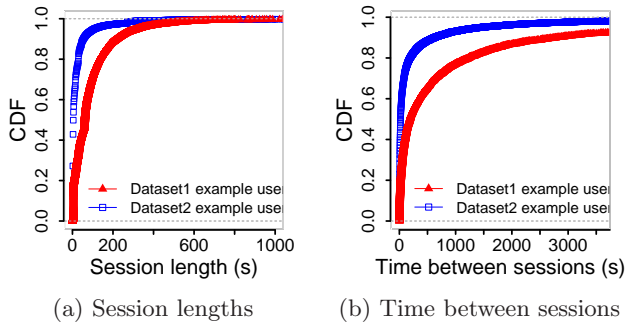 CDF
0.0 0.2 0.4 0.6 0.8 1.0
Dataset1 example user
Dataset2 example user
0 200 600 1000
Session length (s)
(a) Session lengths
CDF
0.0 0.2 0.4 0.6 0.8 1.0
Dataset1 example user
Dataset2 example user
0 1000 2000 3000
Time between sessions (s)
(b) Time between sessions